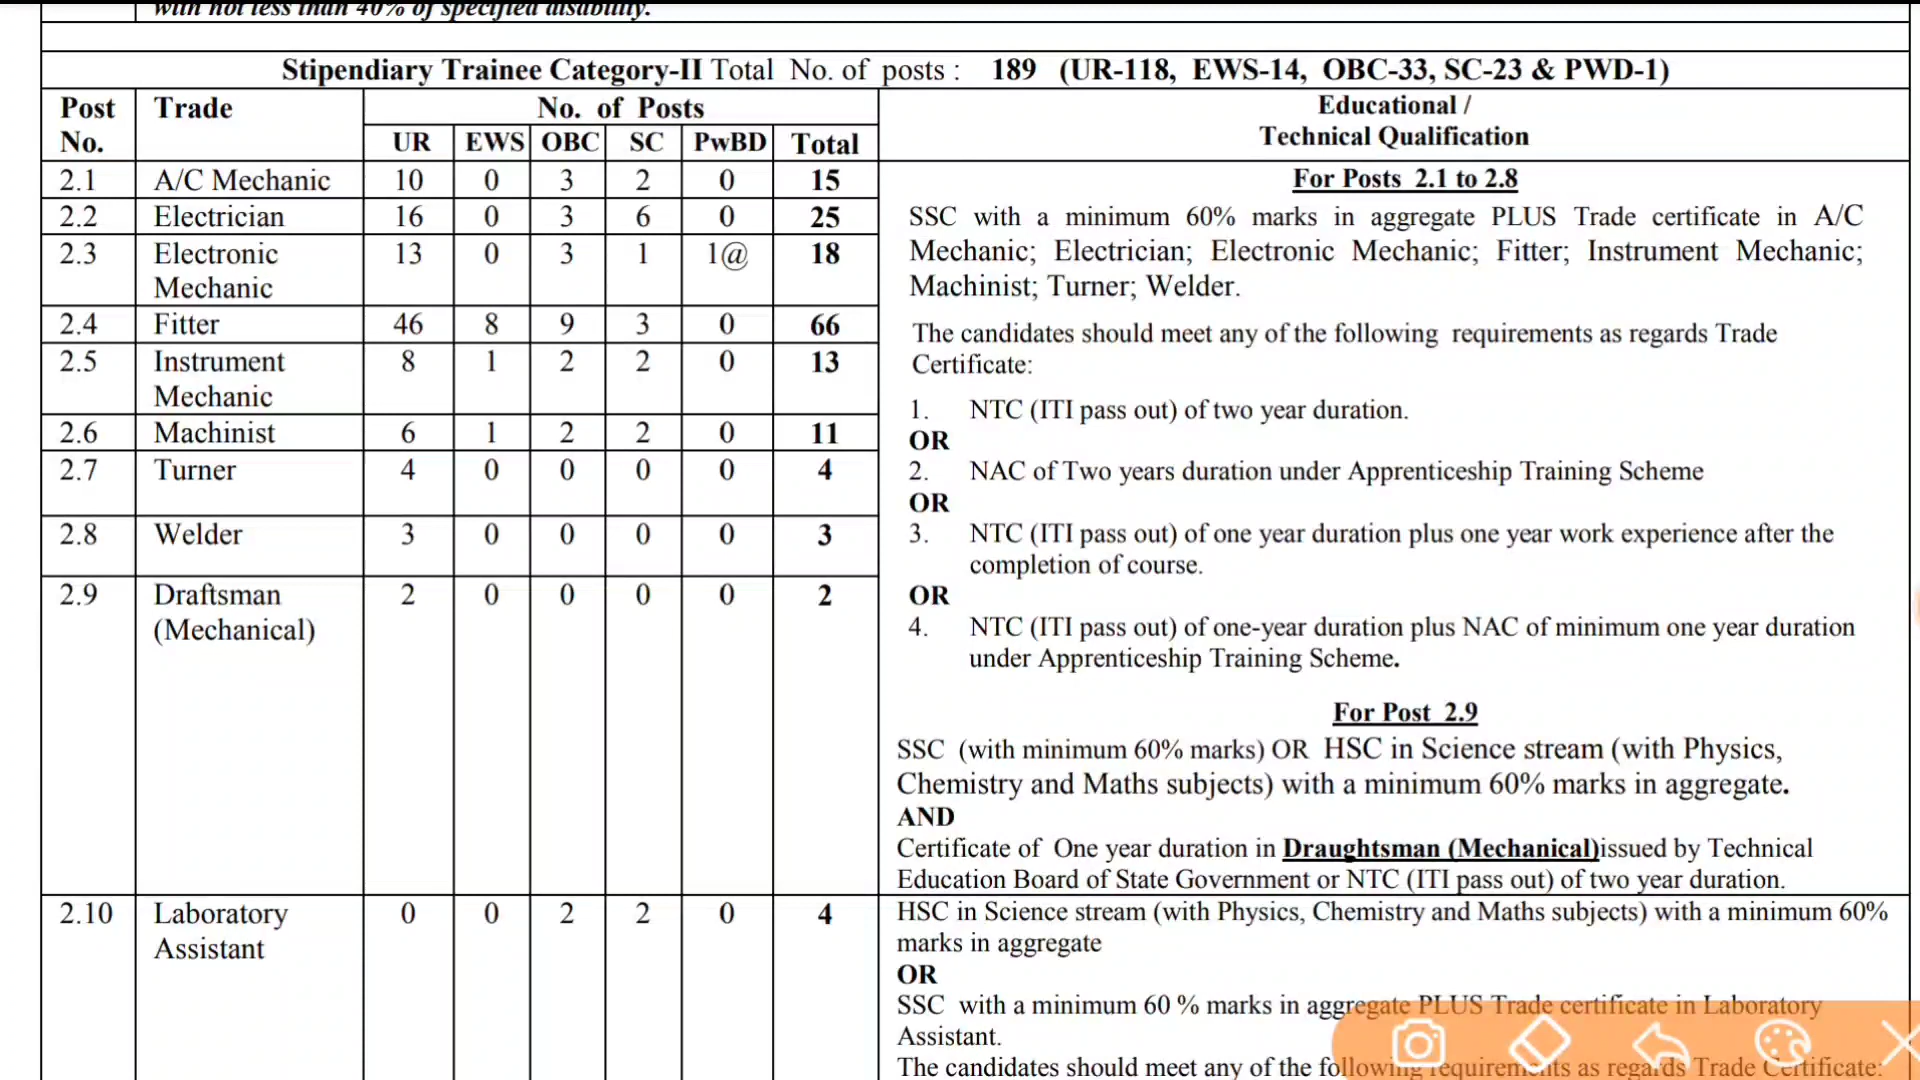 with not less than 40% of specified disability.
Stipendiary Trainee Category-II Total No. of posts : 189 (UR-118, EWS-14, OBC-33, SC-23 & PWD-1)
Post No. Trade No. of Posts Educational / Technical Qualification
UR EWS OBC SC PwBD Total
2.1 A/C Mechanic 10 0 3 2 0 15
2.2 Electrician 16 0 3 6 0 25
2.3 Electronic Mechanic 13 0 3 1 1@ 18
2.4 Fitter 46 8 9 3 0 66
2.5 Instrument Mechanic 8 1 2 2 0 13
2.6 Machinist 6 1 2 2 0 11
2.7 Turner 4 0 0 0 0 4
2.8 Welder 3 0 0 0 0 3
2.9 Draftsman (Mechanical) 2 0 0 0 0 2
For Posts 2.1 to 2.8
SSC with a minimum 60% marks in aggregate PLUS Trade certificate in A/C
Mechanic; Electrician; Electronic Mechanic; Fitter; Instrument Mechanic;
Machinist; Turner; Welder.
The candidates should meet any of the following requirements as regards Trade
Certificate:
1. NTC (ITI pass out) of two year duration.
OR
2. NAC of Two years duration under Apprenticeship Training Scheme
OR
3. NTC (ITI pass out) of one year duration plus one year work experience after the
completion of course.
OR
4. NTC (ITI pass out) of one-year duration plus NAC of minimum one year duration
under Apprenticeship Training Scheme.
For Post 2.9
SSC (with minimum 60% marks) OR HSC in Science stream (with Physics,
Chemistry and Maths subjects) with a minimum 60% marks in aggregate.
AND
Certificate of One year duration in Draughtsman (Mechanical)issued by Technical
Education Board of State Government or NTC (ITI pass out) of two year duration.
2.10 Laboratory Assistant 0 0 2 2 0 4
HSC in Science stream (with Physics, Chemistry and Maths subjects) with a minimum 60%
marks in aggregate
OR
SSC with a minimum 60 % marks in aggregate PLUS Trade certificate in Laboratory
Assistant.
The candidates should meet any of the following requirements as regards Trade Certificate: